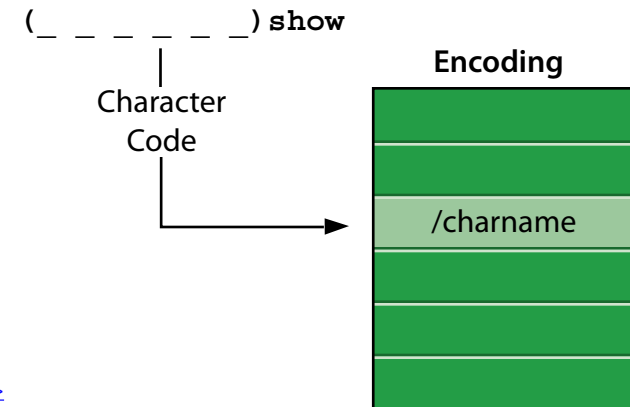 (_ _ _ _ _ _)show
Encoding
Character
Code
/charname